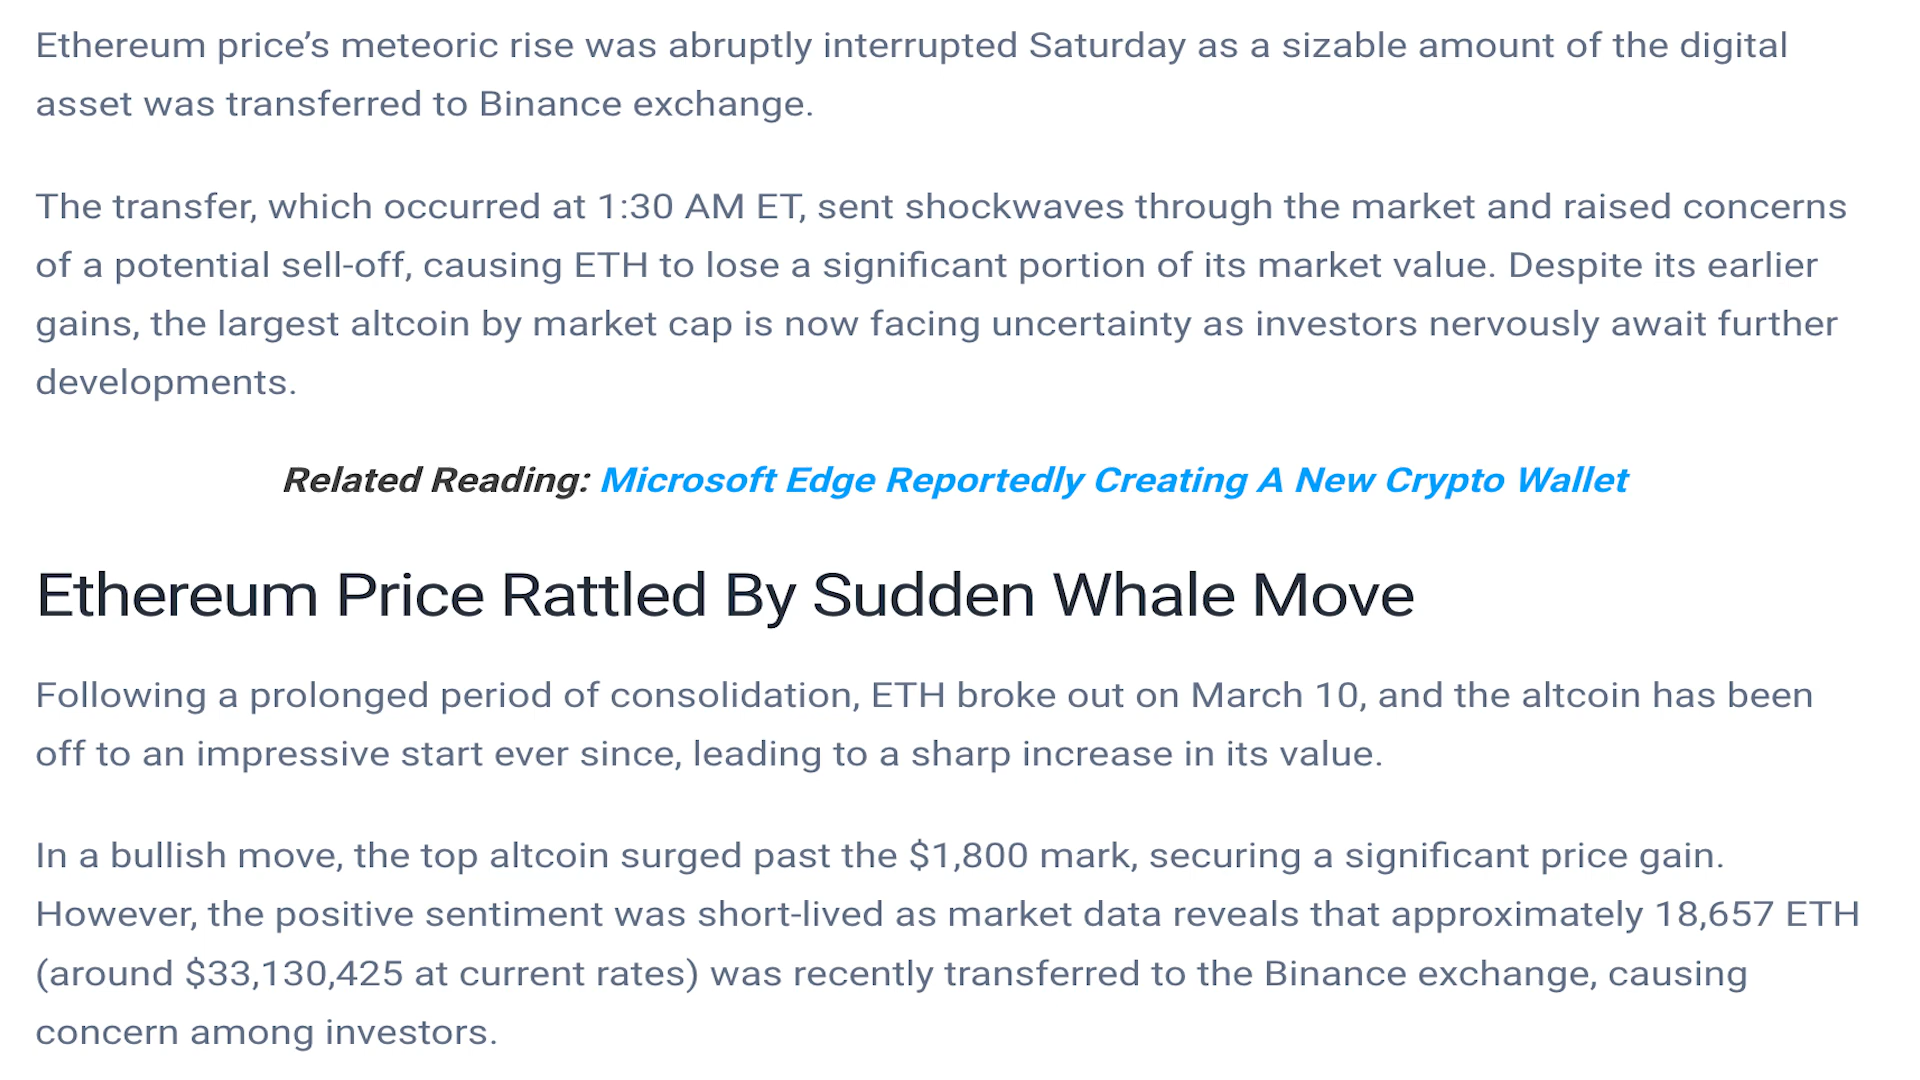 Ethereum price’s meteoric rise was abruptly interrupted Saturday as a sizable amount of the digital
asset was transferred to Binance exchange.
The transfer, which occurred at 1:30 AM ET, sent shockwaves through the market and raised concerns
of a potential sell-off, causing ETH to lose a significant portion of its market value. Despite its earlier
gains, the largest altcoin by market cap is now facing uncertainty as investors nervously await further
developments.
Related Reading: Microsoft Edge Reportedly Creating A New Crypto Wallet
Ethereum Price Rattled By Sudden Whale Move
Following a prolonged period of consolidation, ETH broke out on March 10, and the altcoin has been
off to an impressive start ever since, leading to a sharp increase in its value.
In a bullish move, the top altcoin surged past the $1,800 mark, securing a significant price gain.
However, the positive sentiment was short-lived as market data reveals that approximately 18,657 ETH
(around $33,130,425 at current rates) was recently transferred to the Binance exchange, causing
concern among investors.